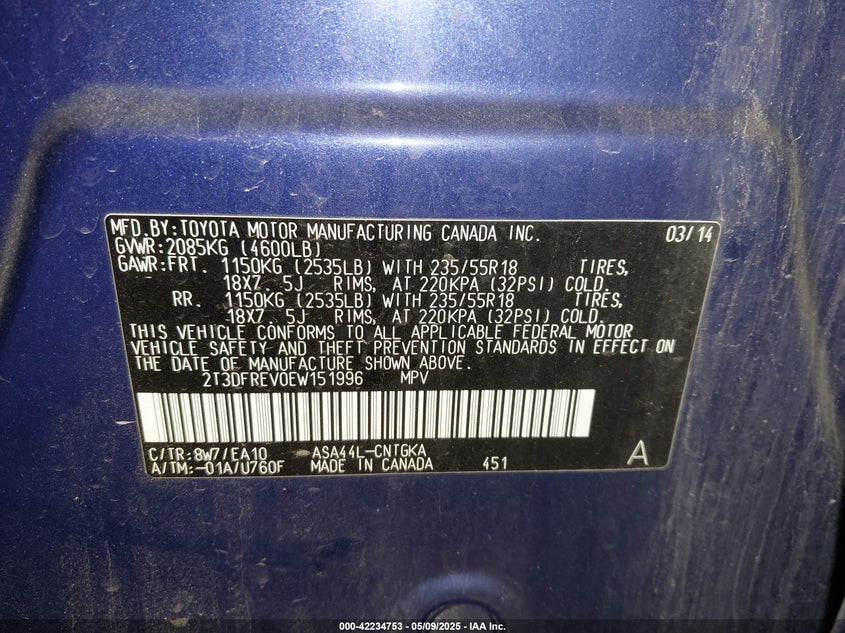 MFD.BY:TOYOTA MOTOR MANUFACTURING CANADA INC. 03/14
GVWR:2085KG (4600LB)
GAWR:FRT. 1150KG (2535LB) WITH 235/55R18 TIRES,
18X7. 5J RIMS, AT 220KPA (32PSI) COLD.
RR. 1150KG (2535LB) WITH 235/55R18 TIRES,
18X7. 5J RIMS, AT 220KPA (32PSI) COLD.
THIS VEHICLE CONFORMS TO ALL APPLICABLE FEDERAL MOTOR
VEHICLE SAFETY AND THEFT PREVENTION STANDARDS IN EFFECT ON
THE DATE OF MANUFACTURE SHOWN ABOVE.
2T3DFREV0EW151996 MPV
C/TR:8W7/EA10 ASA44L-CNTGKA
A/TM:-01A/U760F MADE IN CANADA 451 A
000-42234753 - 05/09/2025 - IAA Inc.